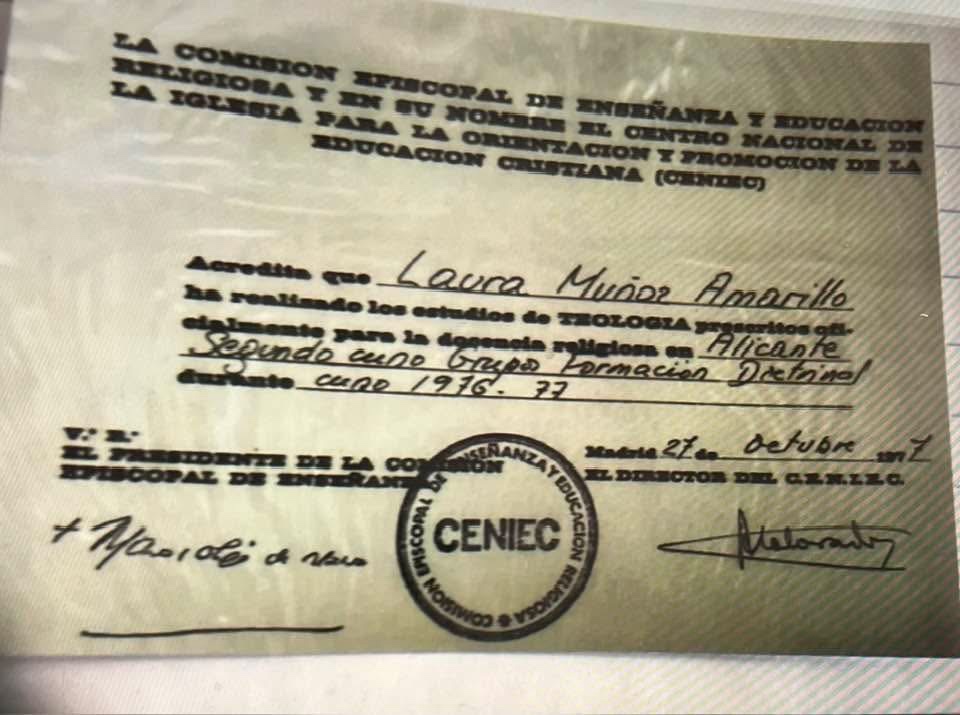 LA COMISION EPISCOPAL DE ENSEÑANZA Y EDUCACION
RELIGIOSA Y EN SU NOMBRE EL CENTRO NACIONAL DE
LA IGLESIA PARA LA ORIENTACION Y PROMOCION DE LA
EDUCACION CRISTIANA (CENIEC)
Acredita que Laura Muñoz Amarillo
ha realizado los estudios de TEOLOGIA prescritos ofi-
cialmente para la docencia religiosa en Alicante
Segundo curso Grupo Formación Doctrinal
durante curso 1976-77
V.º B.º
EL PRESIDENTE DE LA COMISION
EPISCOPAL DE ENSEÑANZA
Madrid 27 de Octubre 1977
EL DIRECTOR DEL C.E.N.I.E.C.
COMISION EPISCOPAL DE ENSEÑANZA Y EDUCACION RELIGIOSA
CENIEC